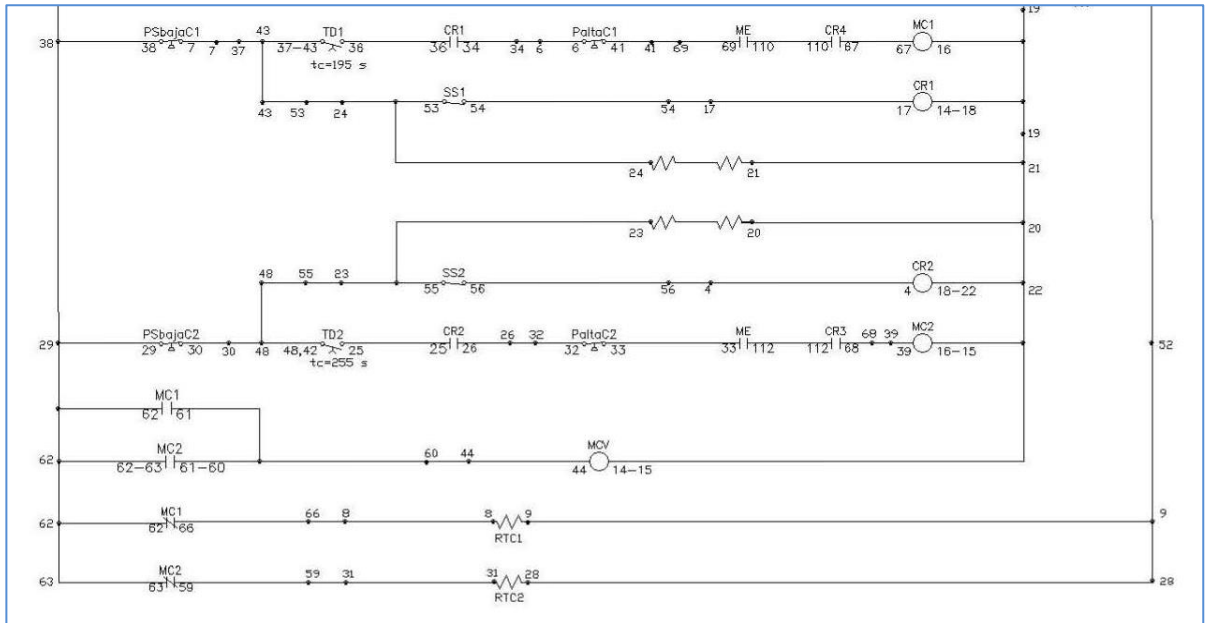 19
PSbajaC1 43 TD1 CR1 PaltaC1 ME CR4 MC1
38 38 7 7 37 37-43 36 36 34 34 6 6 41 41 69 69 110 110 67 67 16
tc=195 s
SS1 CR1
43 53 24 53 54 54 17 17 14-18
19
24 21 21
23 20 20
48 55 23 SS2 CR2
55 56 56 4 4 18-22 22
PSbajaC2 TD2 CR2 26 32 PaltaC2 ME CR3 68 39 MC2
29 29 30 30 48 48,42 25 25 26 32 33 33 112 112 68 39 16-15 52
tc=255 s
MC1
62 61
MC2 60 44 MCV
62 62-63 61-60 44 14-15
MC1 66 8 8 9 9
62 62 66
RTC1
MC2 59 31 31 28
63 63 59 28
RTC2